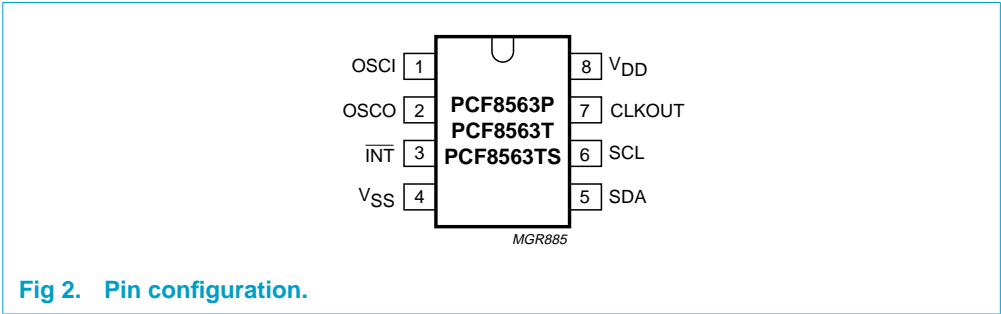 OSCI 1 8 VDD
OSCO 2 PCF8563P 7 CLKOUT
PCF8563T
INT 3 PCF8563TS 6 SCL
VSS 4 5 SDA
MGR885
Fig 2. Pin configuration.